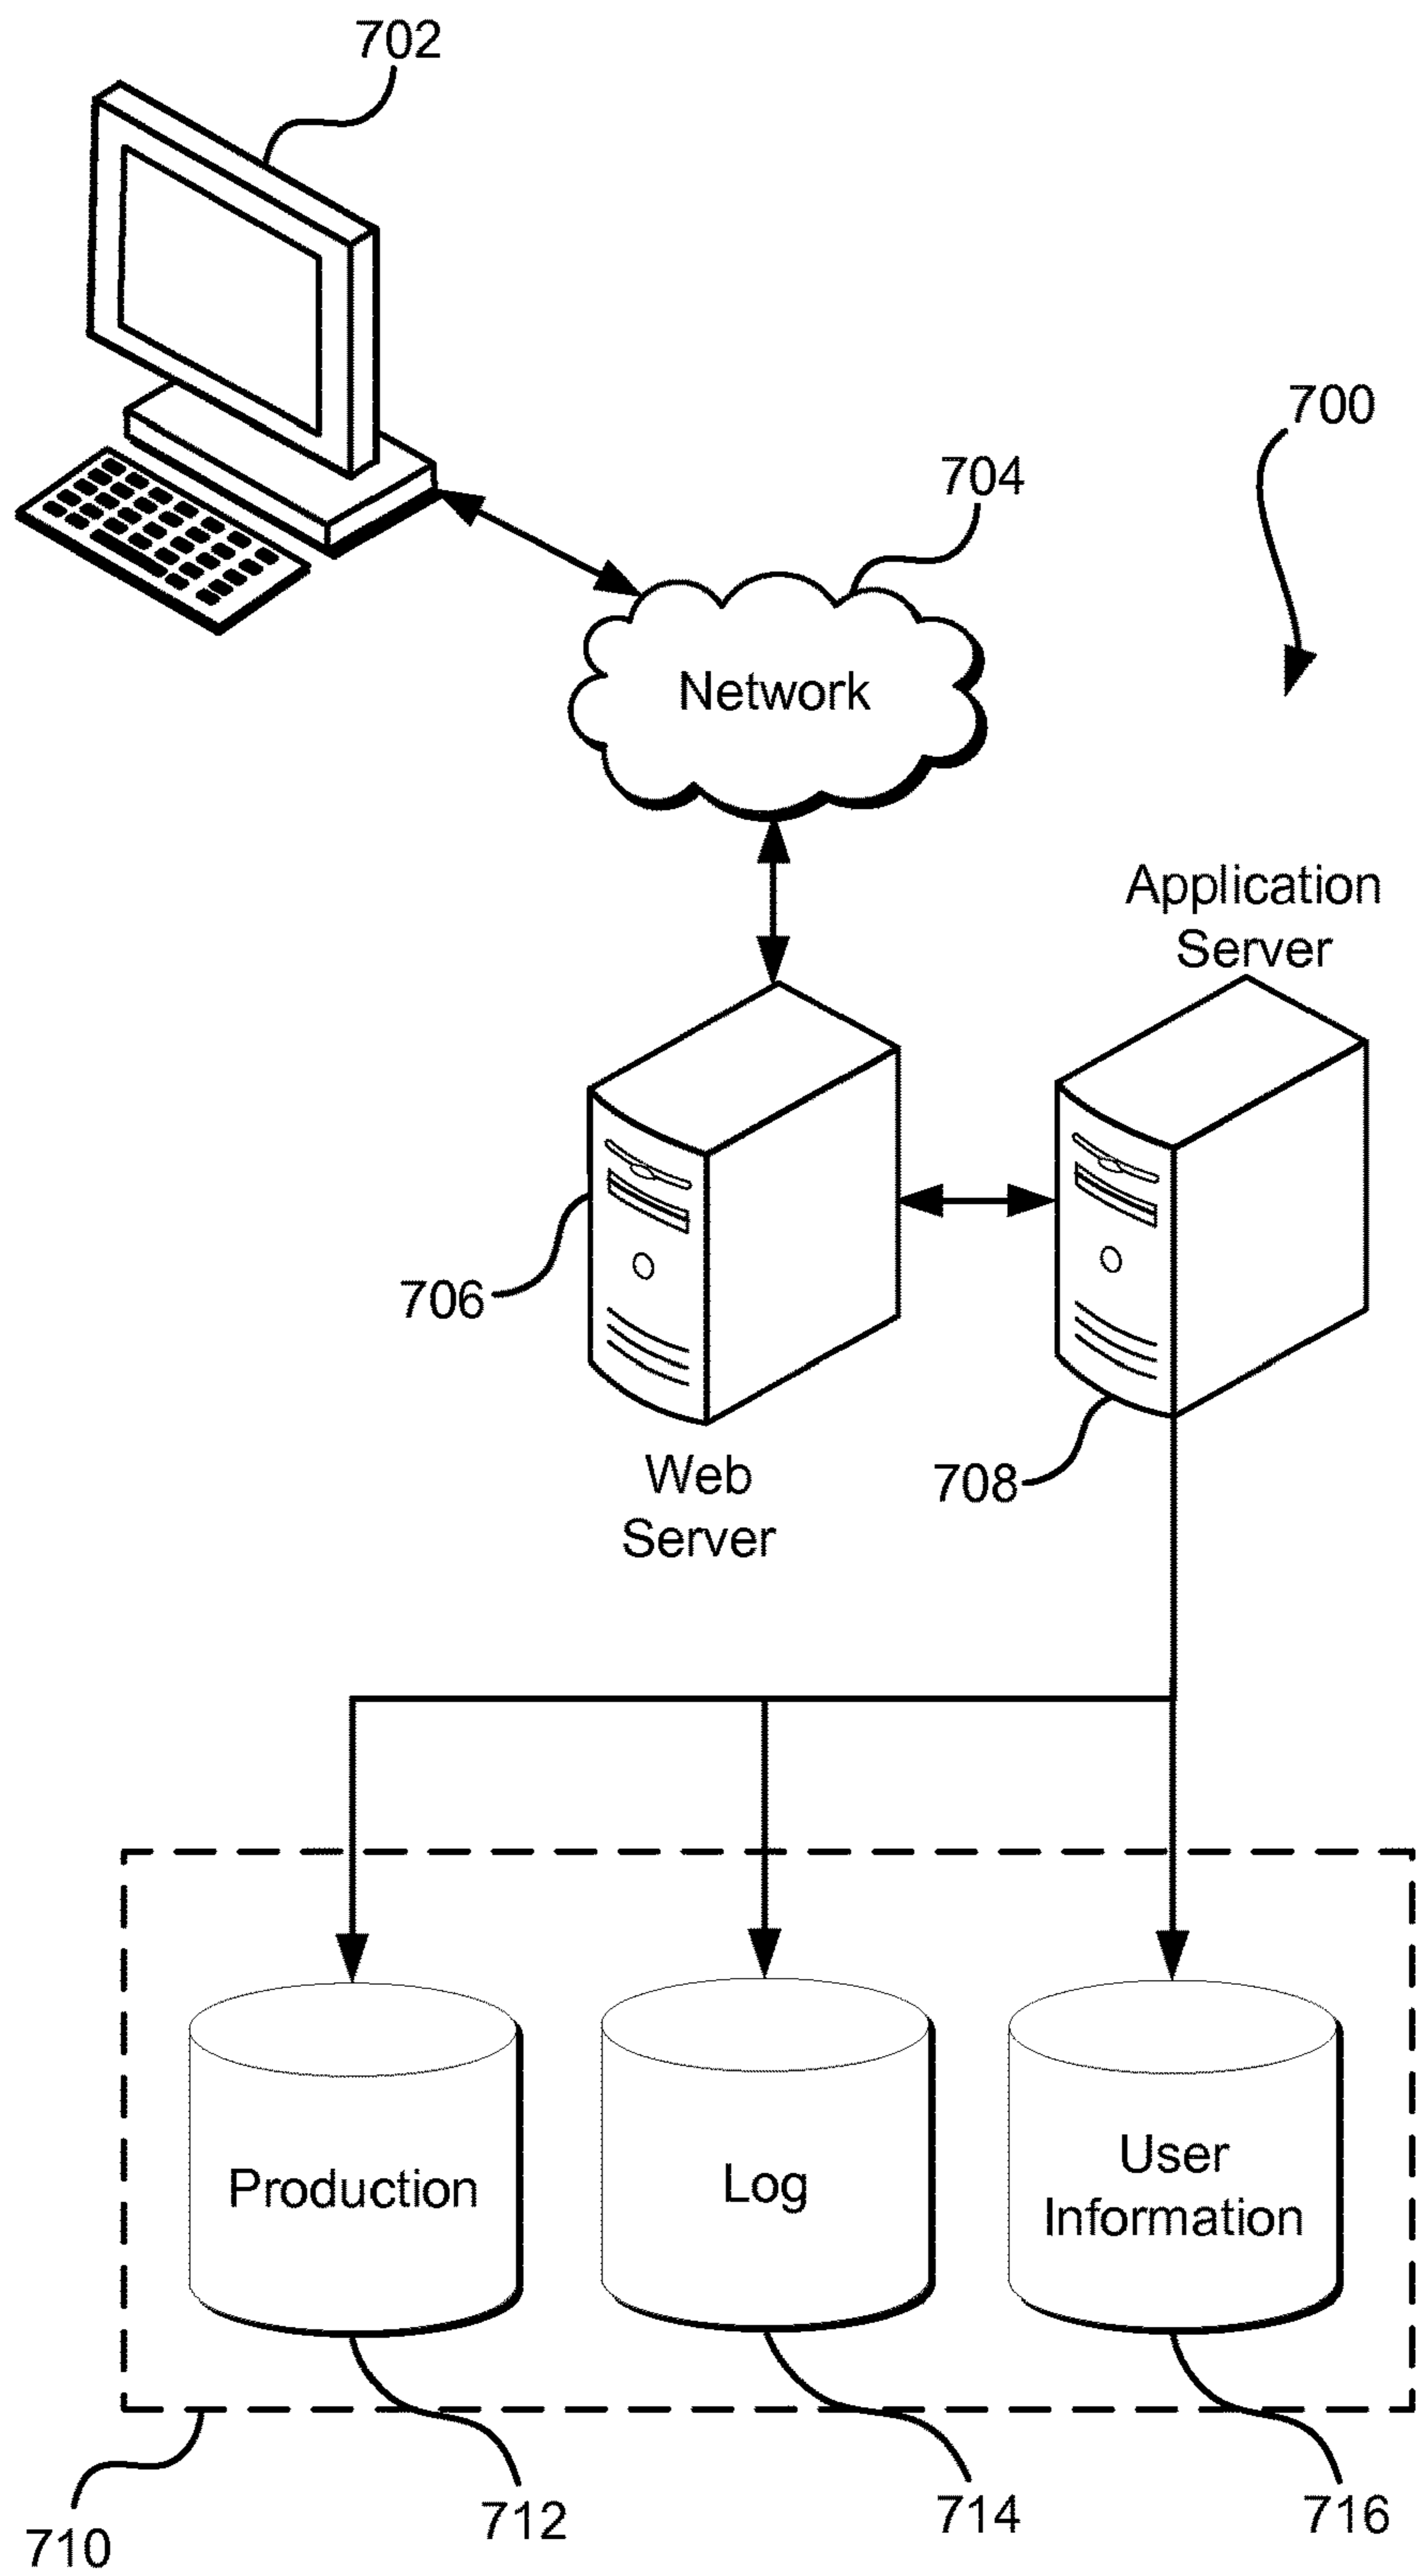 702
700
704
Network
Application
Server
706
Web
Server
708
Production
Log
User
Information
710
712
714
716